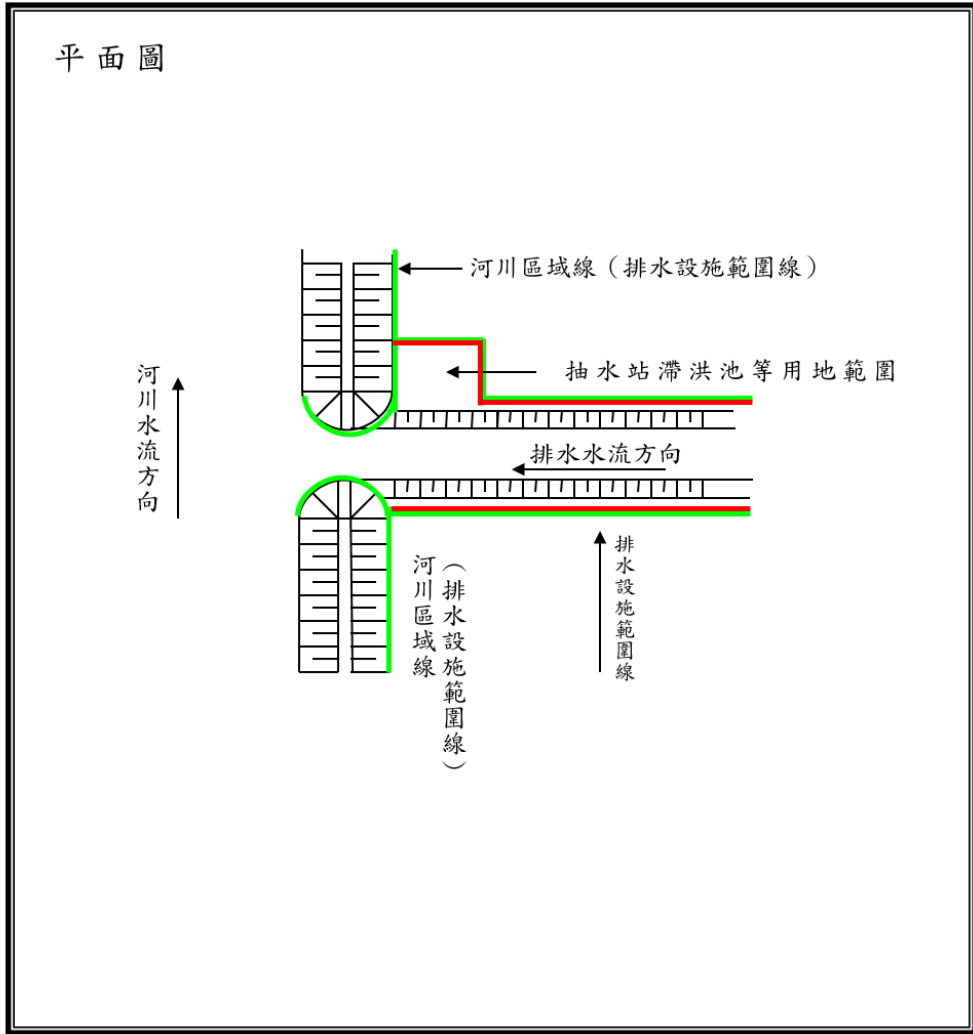 平面圖
河川區域線（排水設施範圍線）
抽水站滯洪池等用地範圍
河川水流方向
排水水流方向
河川區域線
（排水設施範圍線）
排水設施範圍線